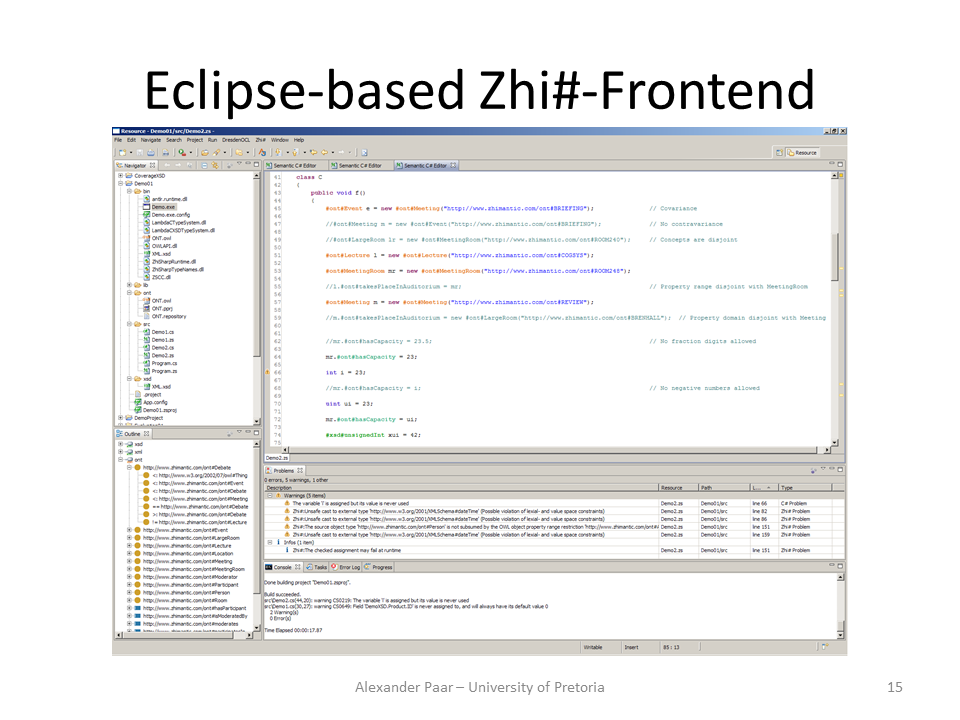 Eclipse-based Zhi#-Frontend
Resource - Demo01/src/Demo2.zs -
File Edit Navigate Search Project Run DresdenOCL Zhi# Window Help
Resource
Navigator
Semantic C# Editor Semantic C# Editor Semantic C# Editor
CoverageXSD
Demo01
bin
antlr.runtime.dll
Demo.exe
Demo.exe.config
LambdaCTypeSystem.dll
LambdaCXSDTypeSystem.dll
ONT.owl
OWLAPI.dll
XML.xsd
ZhiSharpRuntime.dll
ZhiSharpTypeNames.dll
ZSCC.dll
lib
ont
ONT.owl
ONT.pprj
ONT.repository
src
Demo1.cs
Demo1.zs
Demo2.cs
Demo2.zs
Program.cs
Program.zs
xsd
XML.xsd
.project
App.config
Demo01.zsproj
DemoProject
41 class C
42 {
43 public void f()
44 {
45 #ont#Event e = new #ont#Meeting("http://www.zhimantic.com/ont#BRIEFING"); // Covariance
46
47 //#ont#Meeting m = new #ont#Event("http://www.zhimantic.com/ont#BRIEFING"); // No contravariance
48
49 //#ont#LargeRoom lr = new #ont#MeetingRoom("http://www.zhimantic.com/ont#ROOM240"); // Concepts are disjoint
50
51 #ont#Lecture l = new #ont#Lecture("http://www.zhimantic.com/ont#COGSYS");
52
53 #ont#MeetingRoom mr = new #ont#MeetingRoom("http://www.zhimantic.com/ont#ROOM248");
54
55 //l.#ont#takesPlaceInAuditorium = mr; // Property range disjoint with MeetingRoom
56
57 #ont#Meeting m = new #ont#Meeting("http://www.zhimantic.com/ont#REVIEW");
58
59 //m.#ont#takesPlaceInAuditorium = new #ont#LargeRoom("http://www.zhimantic.com/ont#BRENHALL"); // Property domain disjoint with Meeting
60
61
62 //mr.#ont#hasCapacity = 23.5; // No fraction digits allowed
63
64 mr.#ont#hasCapacity = 23;
65
66 int i = 23;
67
68 //mr.#ont#hasCapacity = i; // No negative numbers allowed
69
70 uint ui = 23;
71
72 mr.#ont#hasCapacity = ui;
73
74 #xsd#unsignedInt xui = 42;
75
Demo2.zs
Outline
xsd
xml
ont
http://www.zhimantic.com/ont#Debate
<: http://www.w3.org/2002/07/owl#Thing
<: http://www.zhimantic.com/ont#Event
<: http://www.zhimantic.com/ont#Debate
<: http://www.zhimantic.com/ont#Meeting
== http://www.zhimantic.com/ont#Debate
>: http://www.zhimantic.com/ont#Debate
!= http://www.zhimantic.com/ont#Lecture
http://www.zhimantic.com/ont#Event
http://www.zhimantic.com/ont#LargeRoom
http://www.zhimantic.com/ont#Lecture
http://www.zhimantic.com/ont#Location
http://www.zhimantic.com/ont#Meeting
http://www.zhimantic.com/ont#MeetingRoom
http://www.zhimantic.com/ont#Moderator
http://www.zhimantic.com/ont#Participant
http://www.zhimantic.com/ont#Person
http://www.zhimantic.com/ont#Room
http://www.zhimantic.com/ont#hasParticipant
http://www.zhimantic.com/ont#isModeratedBy
http://www.zhimantic.com/ont#moderates
Problems
0 errors, 5 warnings, 1 other
Description Resource Path L... Type
Warnings (5 items)
The variable 'i' is assigned but its value is never used Demo2.zs Demo01/src line 66 C# Problem
Zhi#:Unsafe cast to external type 'http://www.w3.org/2001/XMLSchema#dateTime' (Possible violation of lexial- and value space constraints) Demo2.zs Demo01/src line 82 Zhi# Problem
Zhi#:Unsafe cast to external type 'http://www.w3.org/2001/XMLSchema#dateTime' (Possible violation of lexial- and value space constraints) Demo2.zs Demo01/src line 86 Zhi# Problem
Zhi#:The source object type 'http://www.zhimantic.com/ont#Person' is not subsumed by the OWL object property range restriction 'http://www.zhimantic.com/ont#M Demo2.zs Demo01/src line 151 Zhi# Problem
Zhi#:Unsafe cast to external type 'http://www.w3.org/2001/XMLSchema#dateTime' (Possible violation of lexial- and value space constraints) Demo2.zs Demo01/src line 159 Zhi# Problem
Infos (1 item)
Zhi#:The checked assignment may fail at runtime Demo2.zs Demo01/src line 151 Zhi# Problem
Console Tasks Error Log Progress
Done building project "Demo01.zsproj".
Build succeeded.
src\Demo2.cs(44,20): warning CS0219: The variable 'i' is assigned but its value is never used
src\Demo1.cs(30,27): warning CS0649: Field 'DemoXSD.Product.ID' is never assigned to, and will always have its default value 0
2 Warning(s)
0 Error(s)
Time Elapsed 00:00:17.87
Writable Insert 85 : 13
Alexander Paar – University of Pretoria
15